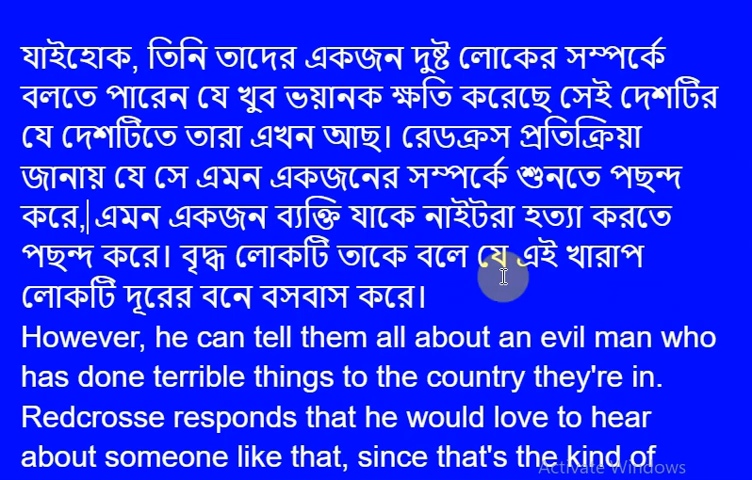 যাইহোক, তিনি তাদের একজন দুষ্ট লোকের সম্পর্কে
বলতে পারেন যে খুব ভয়ানক ক্ষতি করেছে সেই দেশটির
যে দেশটিতে তারা এখন আছ। রেডক্রস প্রতিক্রিয়া
জানায় যে সে এমন একজনের সম্পর্কে শুনতে পছন্দ
করে, এমন একজন ব্যক্তি যাকে নাইটরা হত্যা করতে
পছন্দ করে। বৃদ্ধ লোকটি তাকে বলে যে এই খারাপ
লোকটি দূরের বনে বসবাস করে।
However, he can tell them all about an evil man who
has done terrible things to the country they're in.
Redcrosse responds that he would love to hear
about someone like that, since that's the kind of
Activate Windows